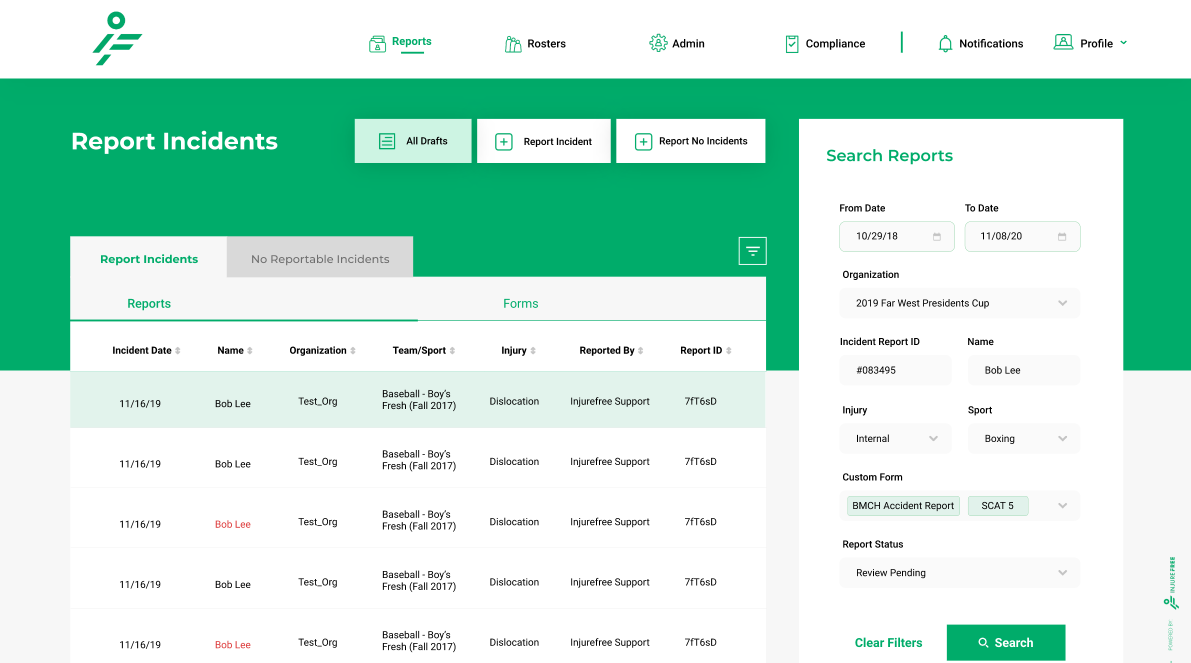 Reports
Rosters
Admin
Compliance
Notifications
Profile
Report Incidents
All Drafts
Report Incident
Report No Incidents
Report Incidents
No Reportable Incidents
Reports
Forms
Incident Date
Name
Organization
Team/Sport
Injury
Reported By
Report ID
11/16/19
Bob Lee
Test_Org
Baseball - Boy's
Fresh (Fall 2017)
Dislocation
Injurefree Support
7fT6sD
11/16/19
Bob Lee
Test_Org
Baseball - Boy's
Fresh (Fall 2017)
Dislocation
Injurefree Support
7fT6sD
11/16/19
Bob Lee
Test_Org
Baseball - Boy's
Fresh (Fall 2017)
Dislocation
Injurefree Support
7fT6sD
11/16/19
Bob Lee
Test_Org
Baseball - Boy's
Fresh (Fall 2017)
Dislocation
Injurefree Support
7fT6sD
11/16/19
Bob Lee
Test_Org
Baseball - Boy's
Fresh (Fall 2017)
Dislocation
Injurefree Support
7fT6sD
Search Reports
From Date
To Date
10/29/18
11/08/20
Organization
2019 Far West Presidents Cup
Incident Report ID
Name
#083495
Bob Lee
Injury
Sport
Internal
Boxing
Custom Form
BMCH Accident Report
SCAT 5
Report Status
Review Pending
Clear Filters
Search
POWERED BY
INJUREFREE